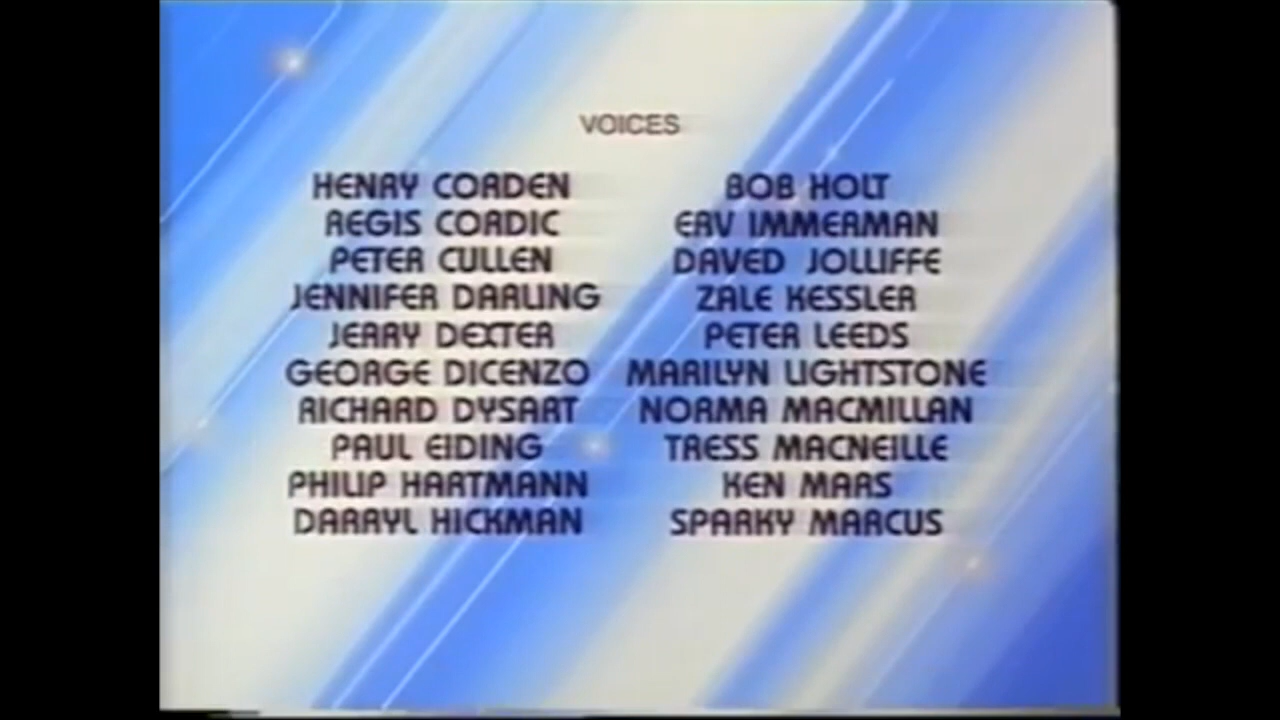 VOICES
HENRY CORDEN
REGIS CORDIC
PETER CULLEN
JENNIFER DARLING
JERRY DEXTER
GEORGE DICENZO
RICHARD DYSART
PAUL EIDING
PHILIP HARTMANN
DARRYL HICKMAN
BOB HOLT
ERV IMMERMAN
DAVED JOLLIFFE
ZALE KESSLER
PETER LEEDS
MARILYN LIGHTSTONE
NORMA MACMILLAN
TRESS MACNEILLE
KEN MARS
SPARKY MARCUS